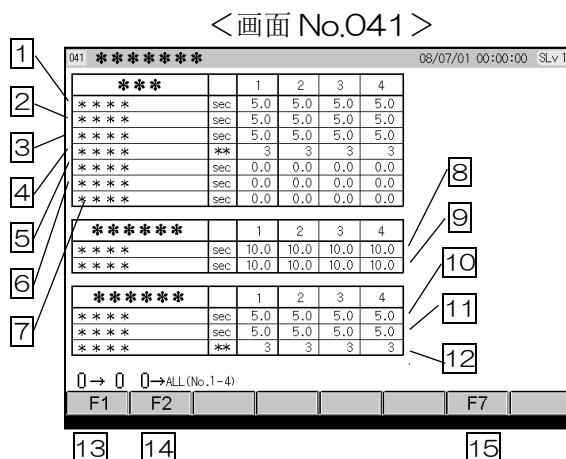 <画面 No.041>
041 ******* 08/07/01 00:00:00 SLv1
*** 1 2 3 4
**** sec 5.0 5.0 5.0 5.0
**** sec 5.0 5.0 5.0 5.0
**** sec 5.0 5.0 5.0 5.0
**** ** 3 3 3 3
**** sec 0.0 0.0 0.0 0.0
**** sec 0.0 0.0 0.0 0.0
**** sec 0.0 0.0 0.0 0.0
****** 1 2 3 4
**** sec 10.0 10.0 10.0 10.0
**** sec 10.0 10.0 10.0 10.0
****** 1 2 3 4
**** sec 5.0 5.0 5.0 5.0
**** sec 5.0 5.0 5.0 5.0
**** ** 3 3 3 3
0→ 0 0→ALL(No.1-4)
F1 F2 F7
1
2
3
4
5
6
7
8
9
10
11
12
13 14 15